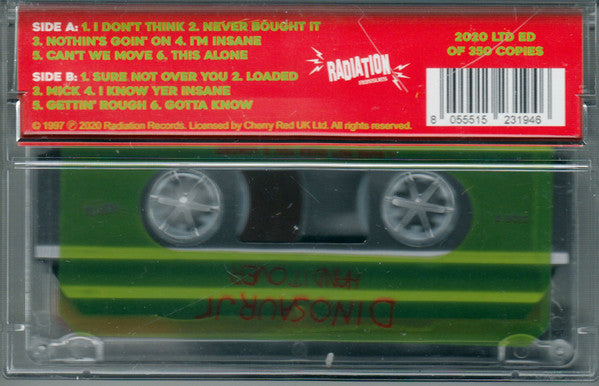 SIDE A: 1. I DON'T THINK 2. NEVER BOUGHT IT
3. NOTHIN'S GOIN' ON 4. I'M INSANE
5. CAN'T WE MOVE 6. THIS ALONE
SIDE B: 1. SURE NOT OVER YOU 2. LOADED
3. MICK 4. I KNOW YER INSANE
5. GETTIN' ROUGH 6. GOTTA KNOW
© 1997 ℗ 2020 Radiation Records. Licensed by Cherry Red UK Ltd. All rights reserved.
RADIATION
REISSUES
2020 LTD ED
OF 350 COPIES
8 055515 231946
DINOSAUR JR
HAND IT OVER